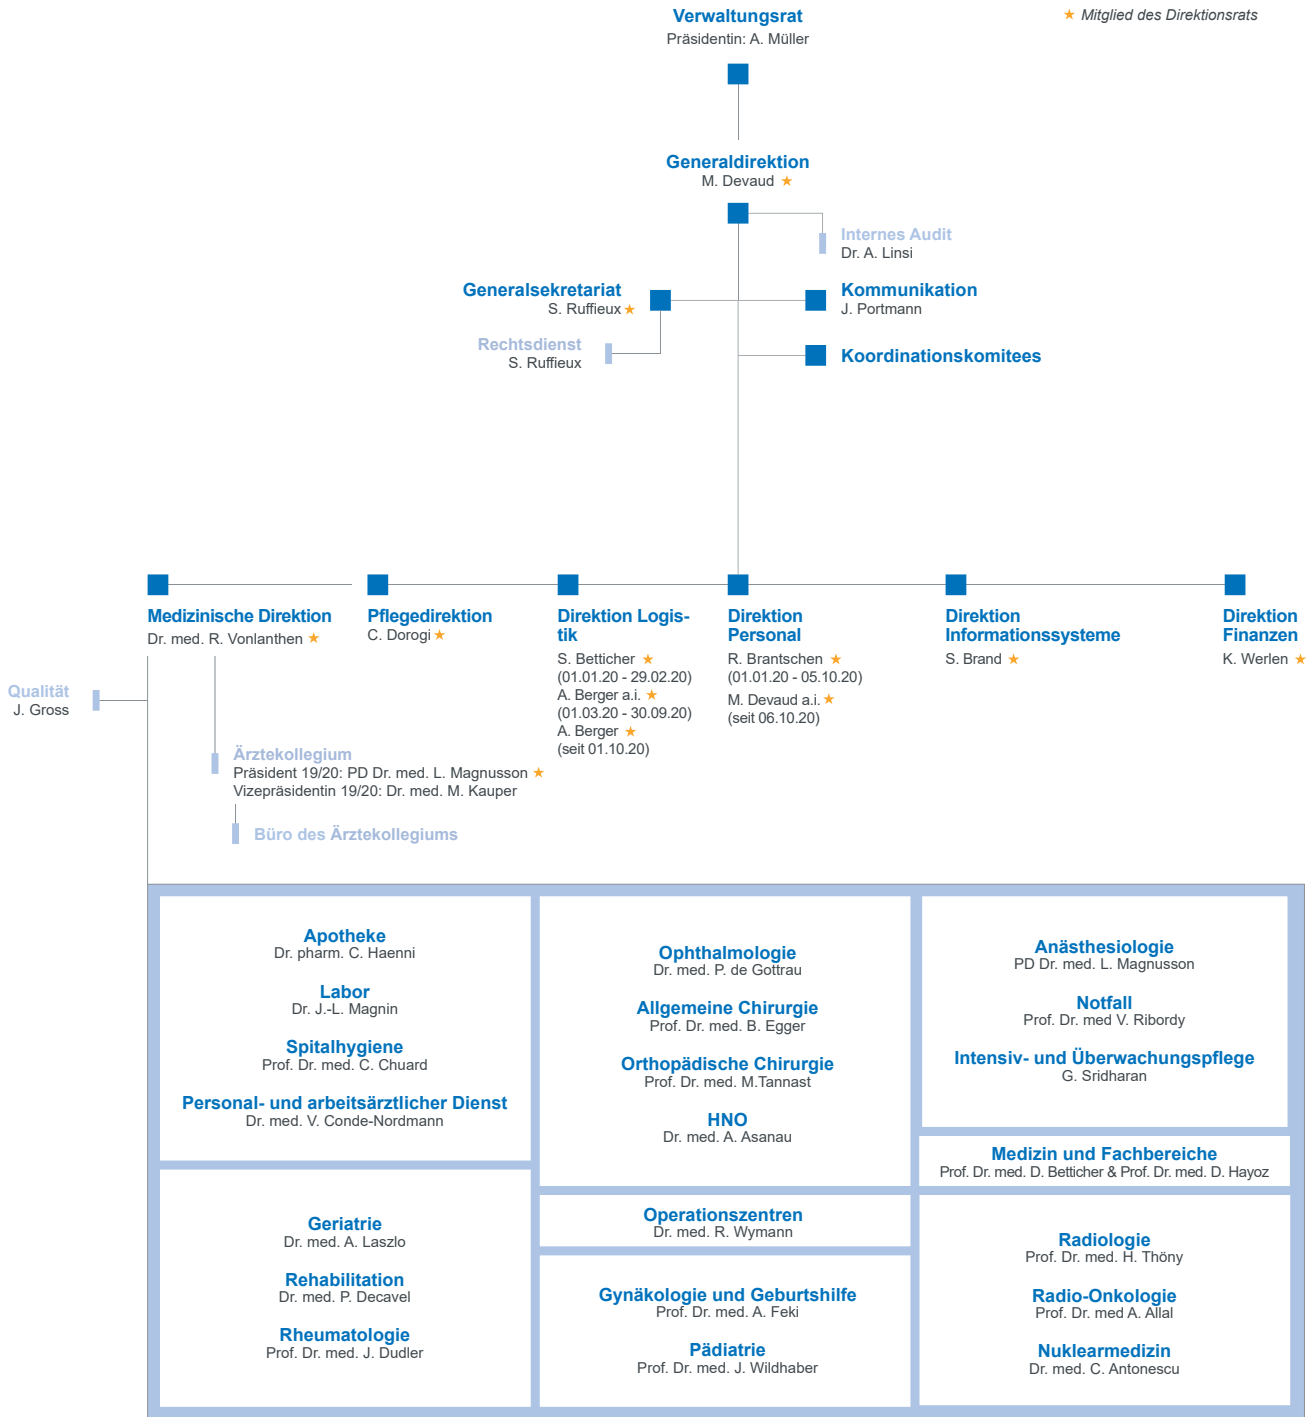 Verwaltungsrat
Präsidentin: A. Müller
★ Mitglied des Direktionsrats
Generaldirektion
M. Devaud ★
Internes Audit
Dr. A. Linsi
Generalsekretariat
S. Ruffieux ★
Kommunikation
J. Portmann
Rechtsdienst
S. Ruffieux
Koordinationskomitees
Medizinische Direktion
Dr. med. R. Vonlanthen ★
Pflegedirektion
C. Dorogi ★
Direktion Logis-
tik
S. Betticher ★
(01.01.20 - 29.02.20)
A. Berger a.i. ★
(01.03.20 - 30.09.20)
A. Berger ★
(seit 01.10.20)
Direktion
Personal
R. Brantschen ★
(01.01.20 - 05.10.20)
M. Devaud a.i. ★
(seit 06.10.20)
Direktion
Informationssysteme
S. Brand ★
Direktion
Finanzen
K. Werlen ★
Qualität
J. Gross
Ärztekollegium
Präsident 19/20: PD Dr. med. L. Magnusson ★
Vizepräsidentin 19/20: Dr. med. M. Kauper
Büro des Ärztekollegiums
Apotheke
Dr. pharm. C. Haenni
Labor
Dr. J.-L. Magnin
Spitalhygiene
Prof. Dr. med. C. Chuard
Personal- und arbeitsärztlicher Dienst
Dr. med. V. Conde-Nordmann
Geriatrie
Dr. med. A. Laszlo
Rehabilitation
Dr. med. P. Decavel
Rheumatologie
Prof. Dr. med. J. Dudler
Ophthalmologie
Dr. med. P. de Gottrau
Allgemeine Chirurgie
Prof. Dr. med. B. Egger
Orthopädische Chirurgie
Prof. Dr. med. M.Tannast
HNO
Dr. med. A. Asanau
Operationszentren
Dr. med. R. Wymann
Gynäkologie und Geburtshilfe
Prof. Dr. med. A. Feki
Pädiatrie
Prof. Dr. med. J. Wildhaber
Anästhesiologie
PD Dr. med. L. Magnusson
Notfall
Prof. Dr. med V. Ribordy
Intensiv- und Überwachungspflege
G. Sridharan
Medizin und Fachbereiche
Prof. Dr. med. D. Betticher & Prof. Dr. med. D. Hayoz
Radiologie
Prof. Dr. med. H. Thöny
Radio-Onkologie
Prof. Dr. med A. Allal
Nuklearmedizin
Dr. med. C. Antonescu